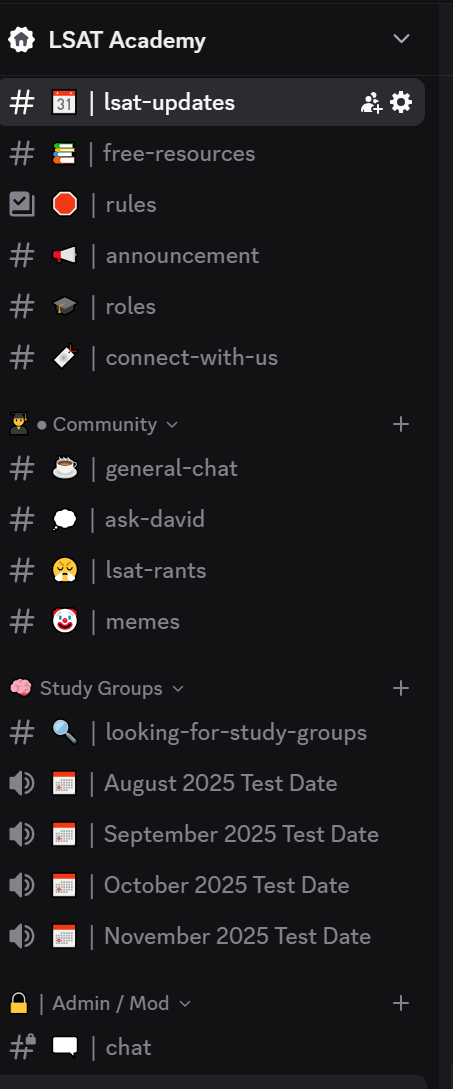 LSAT Academy
# 31 | lsat-updates
# | free-resources
| rules
# | announcement
# | roles
# | connect-with-us
• Community
# | general-chat
# | ask-david
# | lsat-rants
# | memes
Study Groups
# | looking-for-study-groups
| August 2025 Test Date
| September 2025 Test Date
| October 2025 Test Date
| November 2025 Test Date
| Admin / Mod
# | chat